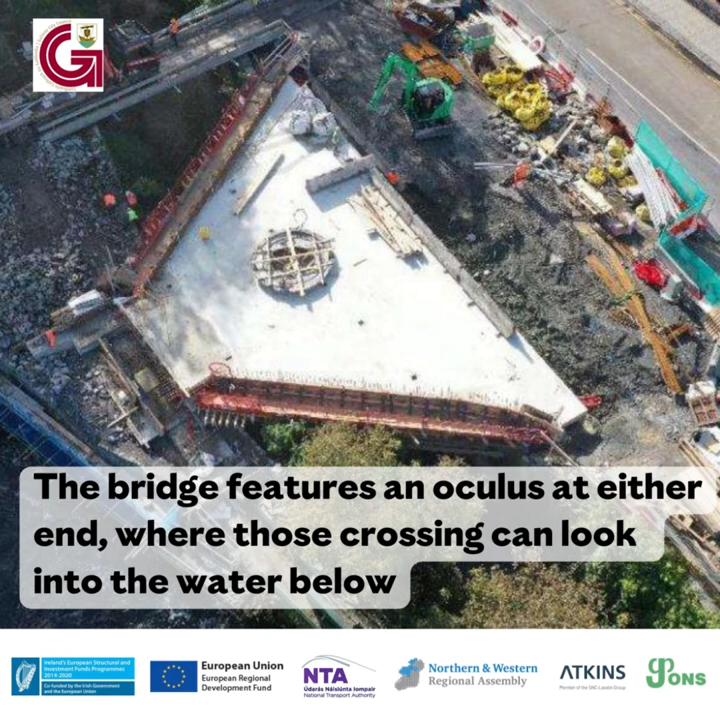 G
The bridge features an oculus at either
end, where those crossing can look
into the water below
Ireland's European Structural and
Investment Funds Programmes
2014-2020
Co-funded by the Irish Government
and the European Union
European Union
European Regional
Development Fund
NTA
Údarás Náisiúnta Iompair
National Transport Authority
Northern & Western
Regional Assembly
ATKINS
Member of the SNC-Lavalin Group
JONS